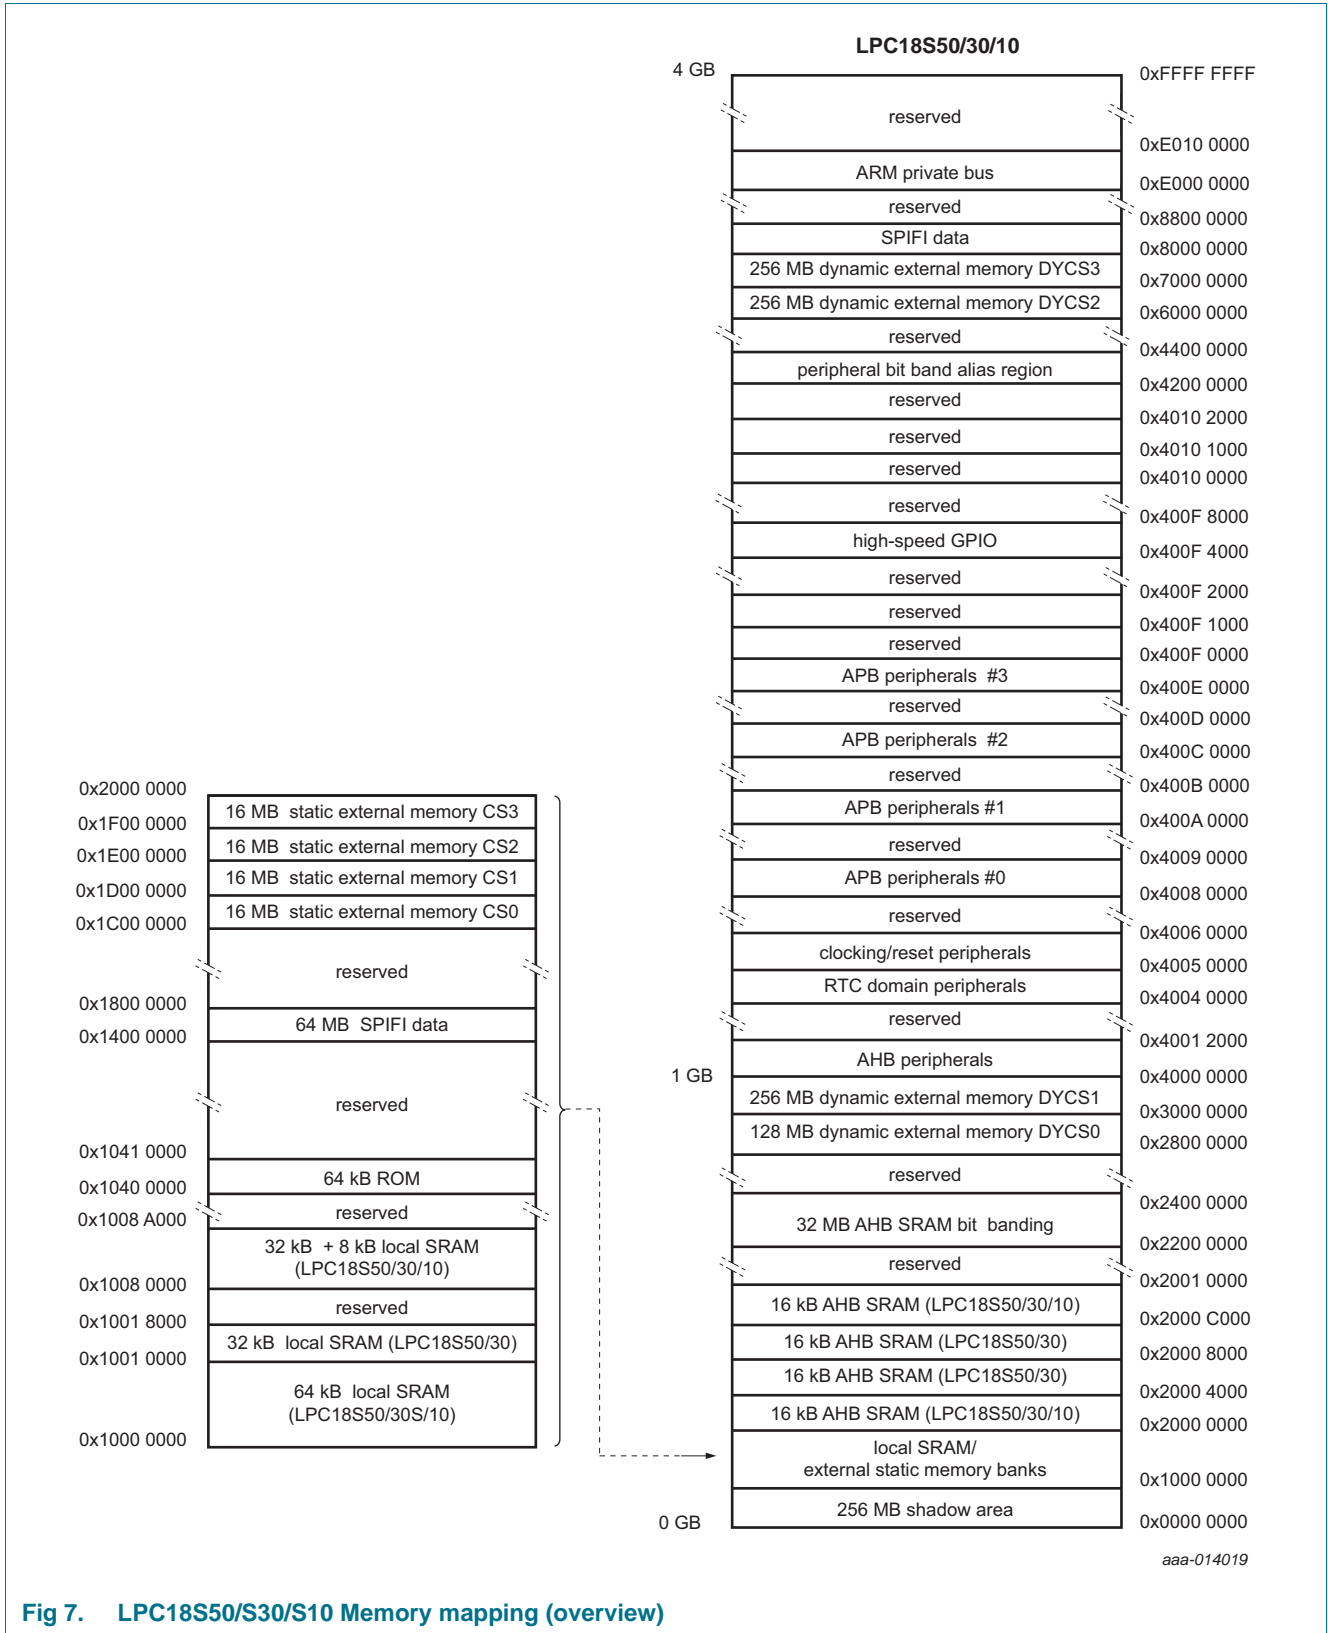 LPC18S50/30/10
4 GB
0xFFFF FFFF
reserved
0xE010 0000
ARM private bus
0xE000 0000
reserved
0x8800 0000
SPIFI data
0x8000 0000
256 MB dynamic external memory DYCS3
0x7000 0000
256 MB dynamic external memory DYCS2
0x6000 0000
reserved
0x4400 0000
peripheral bit band alias region
0x4200 0000
reserved
0x4010 2000
reserved
0x4010 1000
reserved
0x4010 0000
reserved
0x400F 8000
high-speed GPIO
0x400F 4000
reserved
0x400F 2000
reserved
0x400F 1000
reserved
0x400F 0000
APB peripherals #3
0x400E 0000
reserved
0x400D 0000
APB peripherals #2
0x400C 0000
reserved
0x400B 0000
APB peripherals #1
0x400A 0000
reserved
0x4009 0000
APB peripherals #0
0x4008 0000
reserved
0x4006 0000
clocking/reset peripherals
0x4005 0000
RTC domain peripherals
0x4004 0000
reserved
0x4001 2000
AHB peripherals
1 GB
0x4000 0000
256 MB dynamic external memory DYCS1
0x3000 0000
128 MB dynamic external memory DYCS0
0x2800 0000
reserved
0x2400 0000
32 MB AHB SRAM bit banding
0x2200 0000
reserved
0x2001 0000
16 kB AHB SRAM (LPC18S50/30/10)
0x2000 C000
16 kB AHB SRAM (LPC18S50/30)
0x2000 8000
16 kB AHB SRAM (LPC18S50/30)
0x2000 4000
16 kB AHB SRAM (LPC18S50/30/10)
0x2000 0000
local SRAM/
external static memory banks
0x1000 0000
256 MB shadow area
0 GB
0x0000 0000
0x2000 0000
16 MB static external memory CS3
0x1F00 0000
16 MB static external memory CS2
0x1E00 0000
16 MB static external memory CS1
0x1D00 0000
16 MB static external memory CS0
0x1C00 0000
reserved
0x1800 0000
64 MB SPIFI data
0x1400 0000
reserved
0x1041 0000
64 kB ROM
0x1040 0000
reserved
0x1008 A000
32 kB + 8 kB local SRAM
(LPC18S50/30/10)
0x1008 0000
reserved
0x1001 8000
32 kB local SRAM (LPC18S50/30)
0x1001 0000
64 kB local SRAM
(LPC18S50/30S/10)
0x1000 0000
aaa-014019
Fig 7. LPC18S50/S30/S10 Memory mapping (overview)